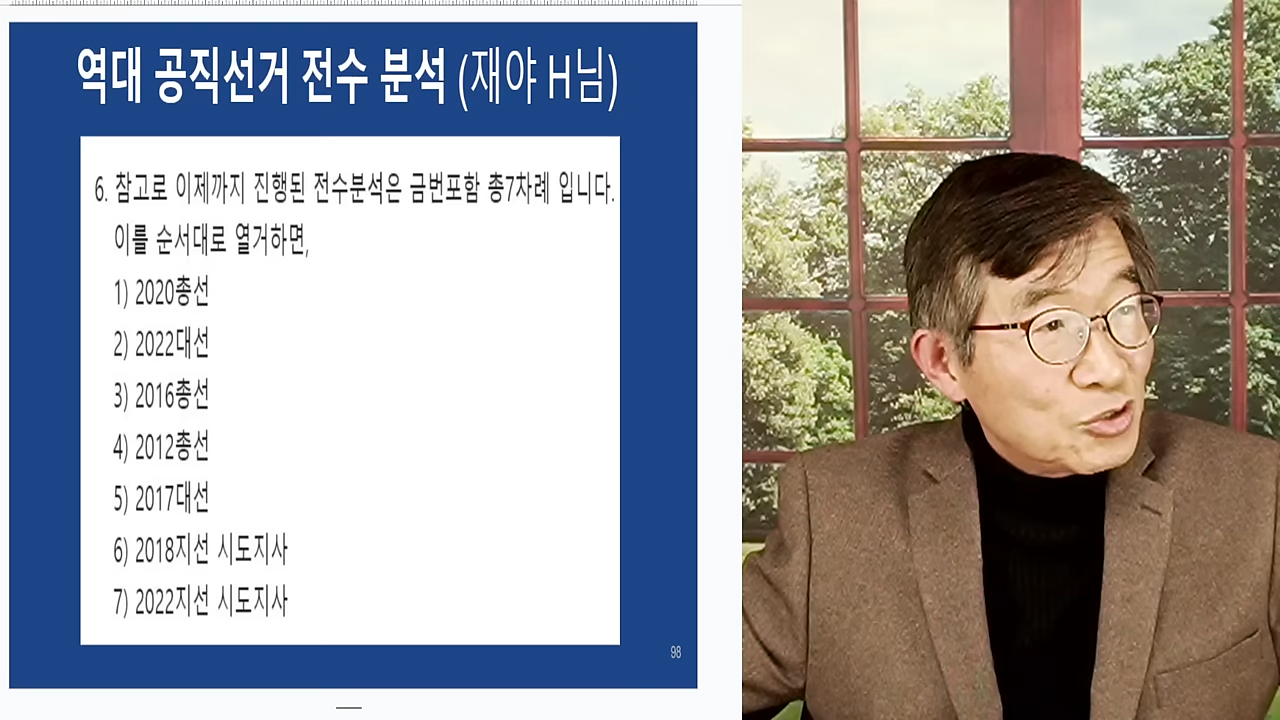 역대 공직선거 전수 분석 (재야 H님)
6. 참고로 이제까지 진행된 전수분석은 금번포함 총7차례 입니다.
이를 순서대로 열거하면,
1) 2020총선
2) 2022대선
3) 2016총선
4) 2012총선
5) 2017대선
6) 2018지선 시도지사
7) 2022지선 시도지사
98